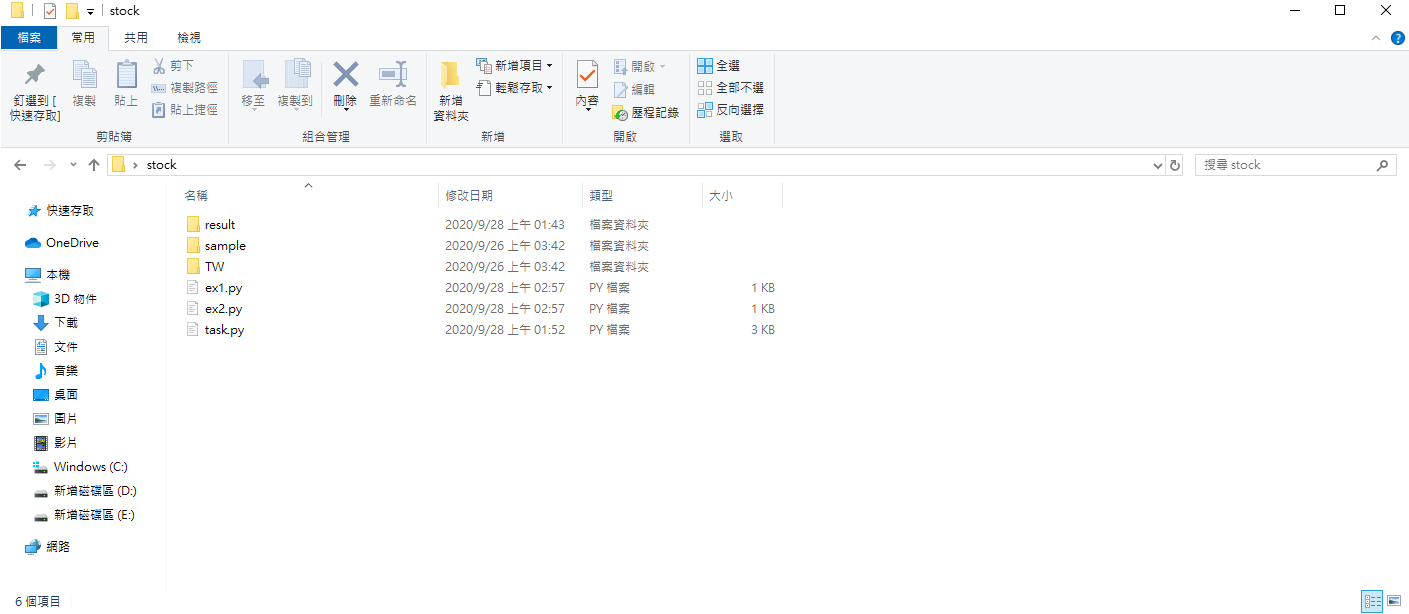 stock
檔案 常用 共用 檢視
釘選到 [快速存取]
複製
貼上
剪下
複製路徑
貼上捷徑
剪貼簿
移至
複製到
刪除
重新命名
組合管理
新增資料夾
新增項目
輕鬆存取
新增
內容
開啟
編輯
歷程記錄
開啟
全選
全部不選
反向選擇
選取
stock
搜尋 stock
快速存取
OneDrive
本機
3D 物件
下載
文件
音樂
桌面
圖片
影片
Windows (C:)
新增磁碟區 (D:)
新增磁碟區 (E:)
網路
名稱 修改日期 類型 大小
result 2020/9/28 上午 01:43 檔案資料夾
sample 2020/9/26 上午 03:42 檔案資料夾
TW 2020/9/26 上午 03:42 檔案資料夾
ex1.py 2020/9/28 上午 02:57 PY 檔案 1 KB
ex2.py 2020/9/28 上午 02:57 PY 檔案 1 KB
task.py 2020/9/28 上午 01:52 PY 檔案 3 KB
6 個項目